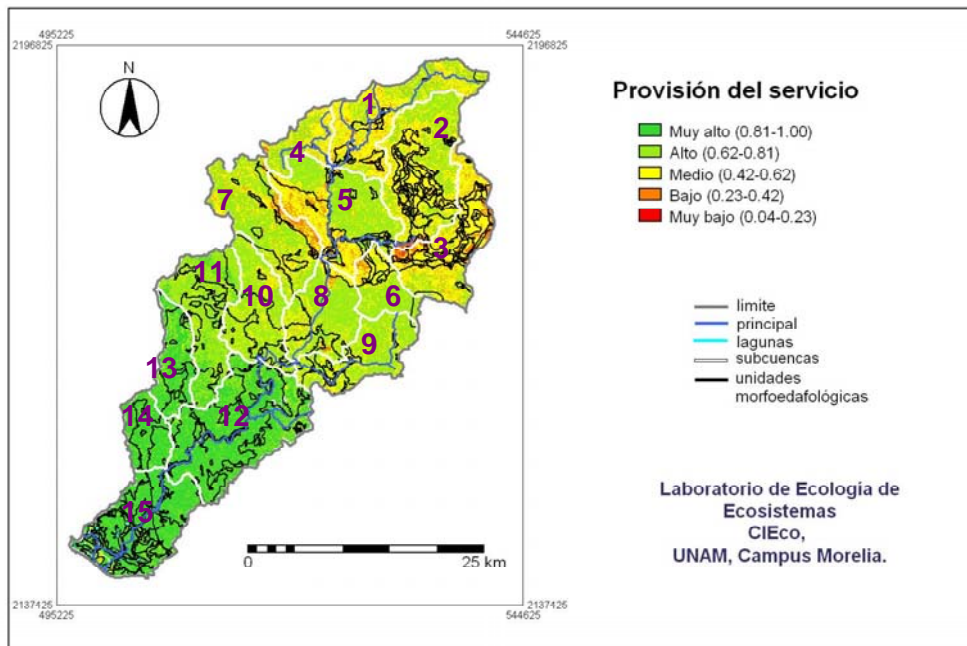 495225
544625
2196825
2196825
N
1
2
4
5
7
3
11
10
8
6
9
13
14
12
15
0
25 km
2137425
2137425
495225
544625
Provisión del servicio
Muy alto (0.81-1.00)
Alto (0.62-0.81)
Medio (0.42-0.62)
Bajo (0.23-0.42)
Muy bajo (0.04-0.23)
limite
principal
lagunas
subcuencas
unidades
morfoedafológicas
Laboratorio de Ecología de
Ecosistemas
CIEco,
UNAM, Campus Morelia.